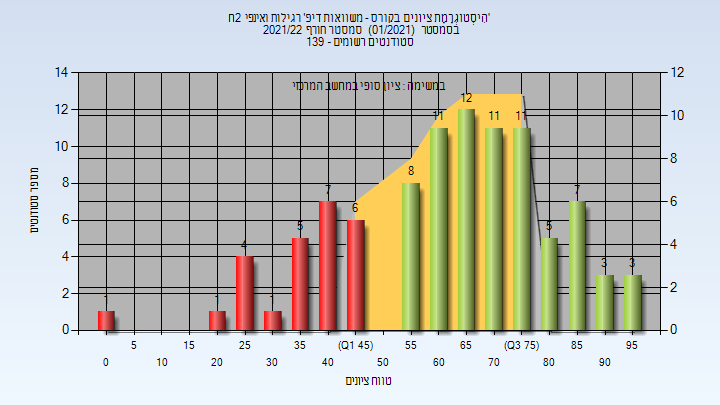 היסטוגרמת ציונים בקורס - משוואות דיפ' רגילות ואינפי 2ח'
בסמסטר (01/2021) סמסטר חורף 2021/22
סטודנטים רשומים - 139
במשימה : ציון סופי במחשב המרכזי
14 12 10 8 6 4 2 0
מספר סטודנטים
12 10 8 6 4 2 0
1 1 4 1 5 7 6 8 11 12 11 11 5 7 3 3
5 15 25 35 (Q1 45) 55 65 (Q3 75) 85 95
0 10 20 30 40 50 60 70 80 90
טווח ציונים